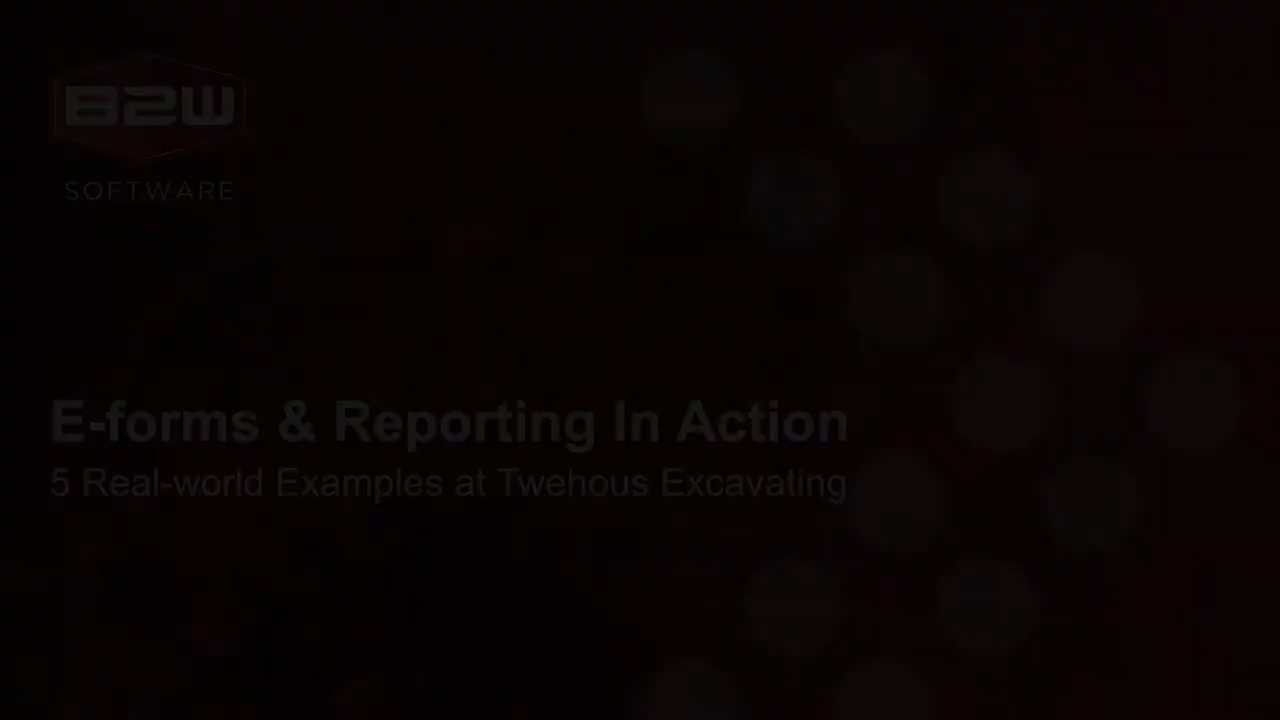 B2W
SOFTWARE
E-forms & Reporting In Action
5 Real-world Examples at Twehous Excavating